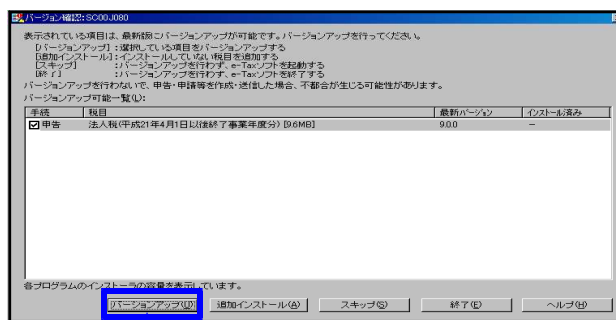 バージョン確認:SC00J080
表示されている項目は、最新版にバージョンアップが可能です。バージョンアップを行ってください。
[バージョンアップ]:選択している項目をバージョンアップする
[追加インストール]:インストールしていない税目を追加する
[スキップ] :バージョンアップを行わず、e-Taxソフトを起動する
[終了] :バージョンアップを行わず、e-Taxソフトを終了する
バージョンアップを行わないで、申告・申請等を作成・送信した場合、不都合が生じる可能性があります。
バージョンアップ可能一覧(L):
手続 税目 最新バージョン インストール済み
申告 法人税(平成21年4月1日以後終了事業年度分) [9.6MB] 9.0.0 −
各プログラムのインストーラの容量を表示しています。
バージョンアップ(U) 追加インストール(A) スキップ(S) 終了(E) ヘルプ(H)